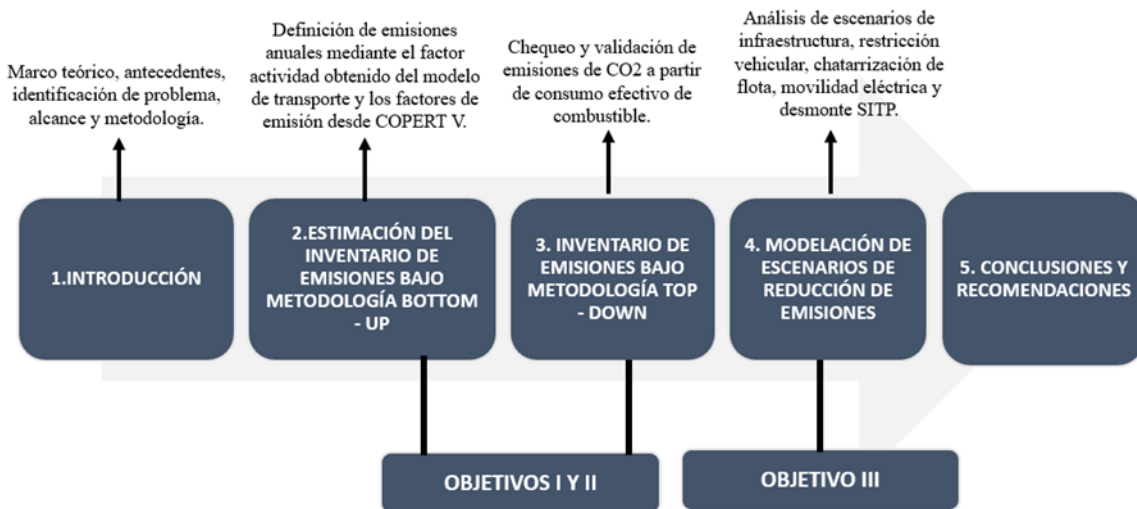 Marco teórico, antecedentes,
identificación de problema,
alcance y metodología.
Definición de emisiones
anuales mediante el factor
actividad obtenido del modelo
de transporte y los factores de
emisión desde COPERT V.
Chequeo y validación de
emisiones de CO2 a partir
de consumo efectivo de
combustible.
Análisis de escenarios de
infraestructura, restricción
vehicular, chatarrización de
flota, movilidad eléctrica y
desmonte SITP.
1.INTRODUCCIÓN
2.ESTIMACIÓN DEL
INVENTARIO DE
EMISIONES BAJO
METODOLOGÍA BOTTOM
- UP
3. INVENTARIO DE
EMISIONES BAJO
METODOLOGÍA TOP
- DOWN
4. MODELACIÓN DE
ESCENARIOS DE
REDUCCIÓN DE
EMISIONES
5. CONCLUSIONES Y
RECOMENDACIONES
OBJETIVOS I Y II
OBJETIVO III